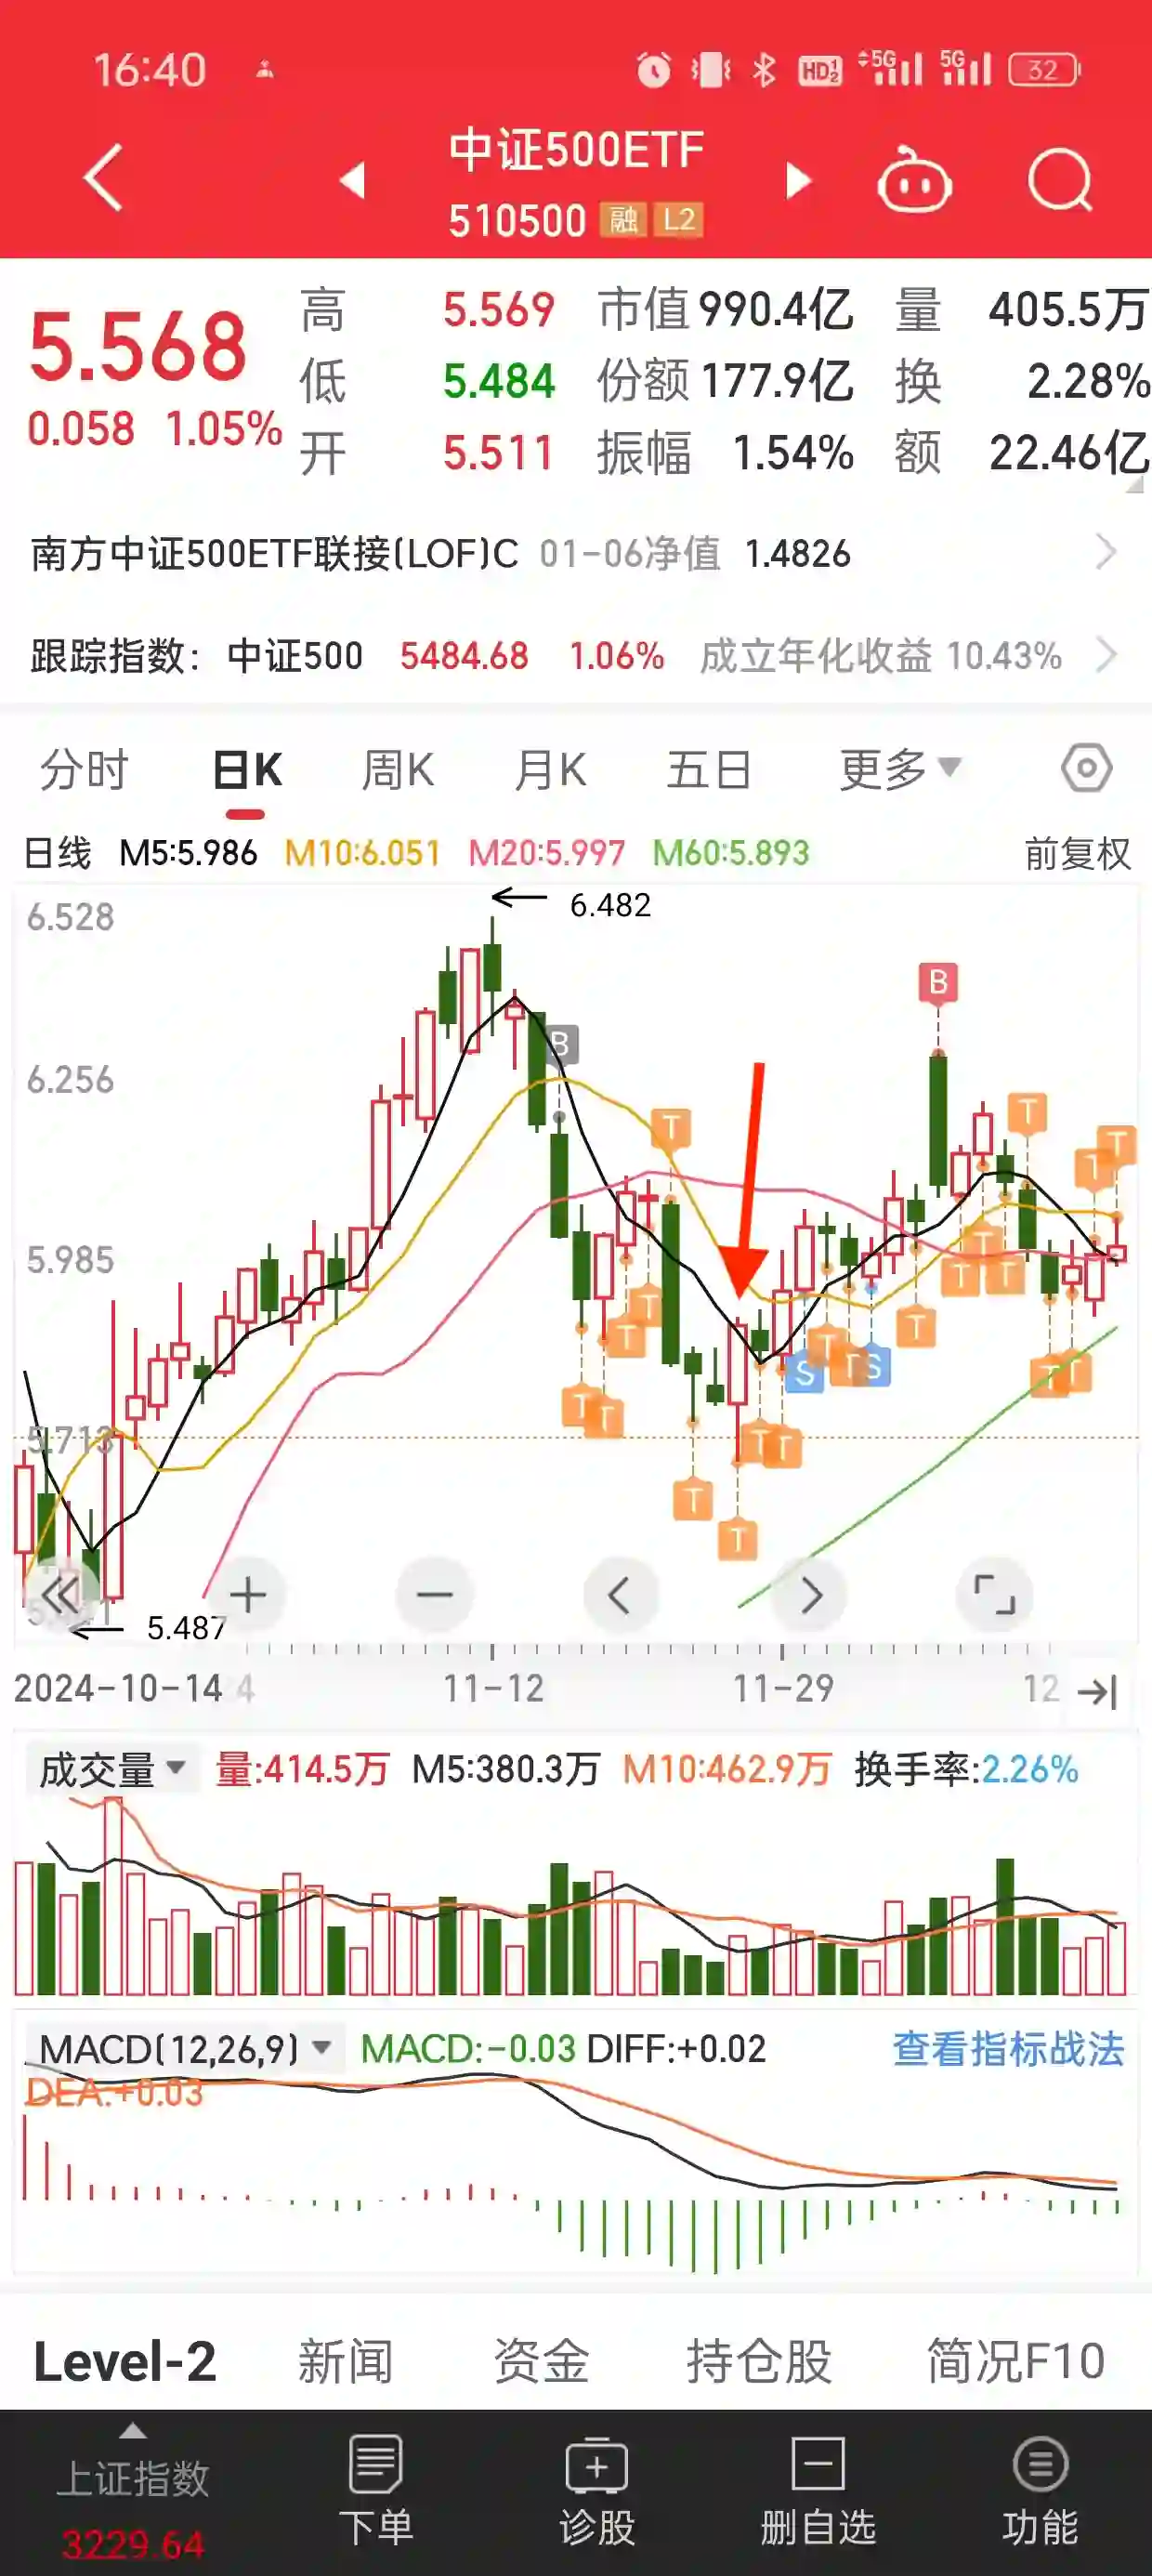 16:40 HD 1 2 5G 5G 32
中证500ETF
510500 融 L2
5.568
0.058 1.05%
高 5.569 市值 990.4亿 量 405.5万
低 5.484 份额 177.9亿 换 2.28%
开 5.511 振幅 1.54% 额 22.46亿
南方中证500ETF联接(LOF)C 01-06净值 1.4826
跟踪指数: 中证500 5484.68 1.06% 成立年化收益 10.43%
分时 日K 周K 月K 五日 更多
日线 M5:5.986 M10:6.051 M20:5.997 M60:5.893 前复权
6.528
6.482
B
B
6.256
T
T
T
T
T
5.985
T
T
T
T
T
T
T
T
S
T
T
S
T
T
T
T
5.713
T
T
T
T
5.487
2024-10-14 11-12 11-29 12
成交量 量:414.5万 M5:380.3万 M10:462.9万 换手率:2.26%
MACD(12,26,9) MACD:-0.03 DIFF:+0.02 查看指标战法
DEA:+0.03
Level-2 新闻 资金 持仓股 简况F10
上证指数 下单 诊股 删自选 功能
3229.64